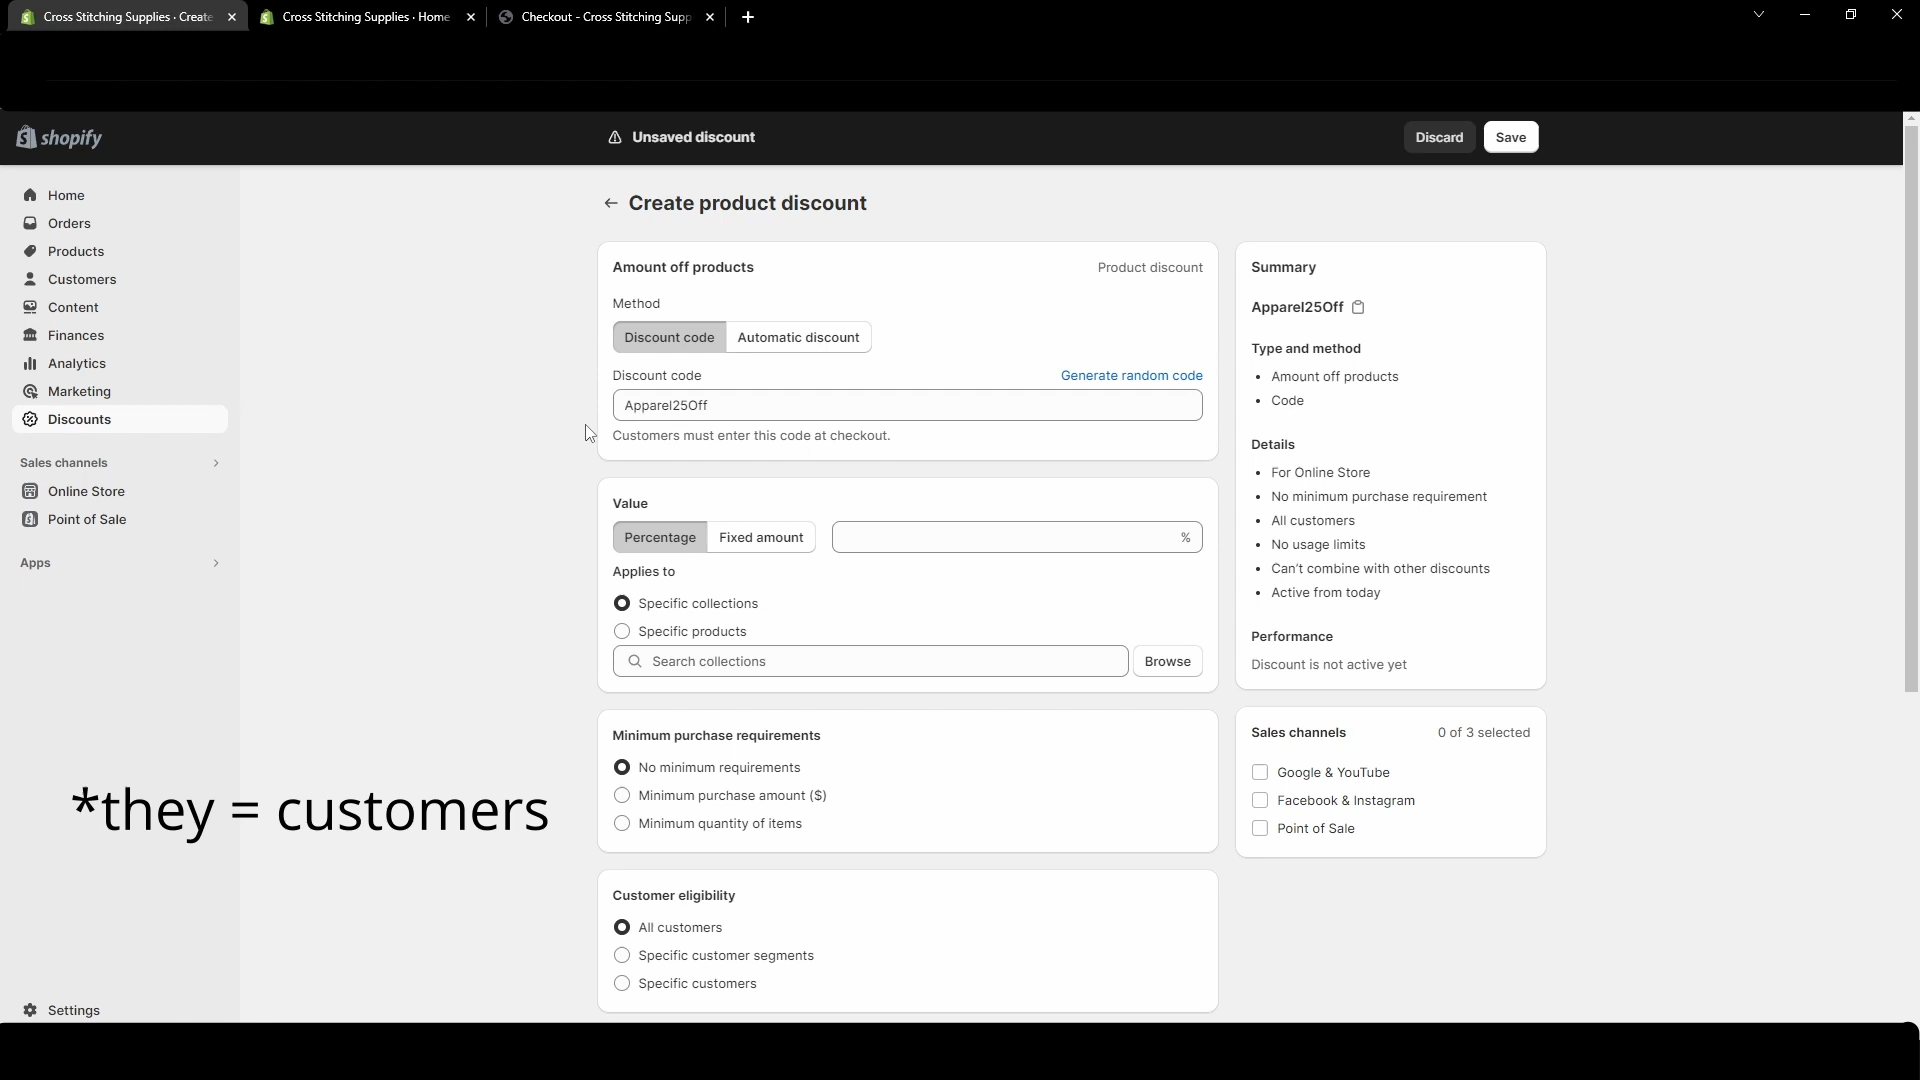 Cross Stitching Supplies · Create
Cross Stitching Supplies · Home
Checkout - Cross Stitching Supp
shopify
Unsaved discount
Discard
Save
Home
Orders
Products
Customers
Content
Finances
Analytics
Marketing
Discounts
Sales channels
Online Store
Point of Sale
Apps
Settings
Create product discount
Amount off products
Product discount
Method
Discount code
Automatic discount
Discount code
Generate random code
Apparel25Off
Customers must enter this code at checkout.
Value
Percentage
Fixed amount
%
Applies to
Specific collections
Specific products
Search collections
Browse
Minimum purchase requirements
No minimum requirements
Minimum purchase amount ($)
Minimum quantity of items
Customer eligibility
All customers
Specific customer segments
Specific customers
Summary
Apparel25Off
Type and method
• Amount off products
• Code
Details
• For Online Store
• No minimum purchase requirement
• All customers
• No usage limits
• Can't combine with other discounts
• Active from today
Performance
Discount is not active yet
Sales channels
0 of 3 selected
Google & YouTube
Facebook & Instagram
Point of Sale
*they = customers